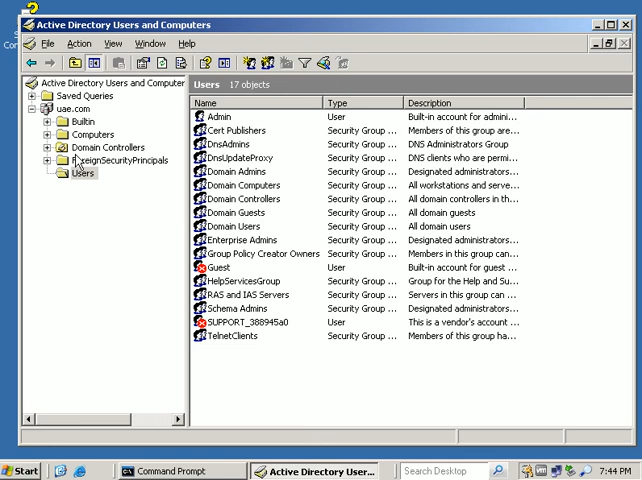 Active Directory Users and Computers
File Action View Window Help
Active Directory Users and Computer
Saved Queries
uae.com
Builtin
Computers
Domain Controllers
ForeignSecurityPrincipals
Users
Users 17 objects
Name Type Description
Admin User Built-in account for admini...
Cert Publishers Security Group ... Members of this group are...
DnsAdmins Security Group ... DNS Administrators Group
DnsUpdateProxy Security Group ... DNS clients who are permi...
Domain Admins Security Group ... Designated administrators...
Domain Computers Security Group ... All workstations and serve...
Domain Controllers Security Group ... All domain controllers in th...
Domain Guests Security Group ... All domain guests
Domain Users Security Group ... All domain users
Enterprise Admins Security Group ... Designated administrators...
Group Policy Creator Owners Security Group ... Members in this group can...
Guest User Built-in account for guest ...
HelpServicesGroup Security Group ... Group for the Help and Su...
RAS and IAS Servers Security Group ... Servers in this group can ...
Schema Admins Security Group ... Designated administrators...
SUPPORT_388945a0 User This is a vendor's account ...
TelnetClients Security Group ... Members of this group ha...
Start Command Prompt Active Directory User... Search Desktop 7:44 PM